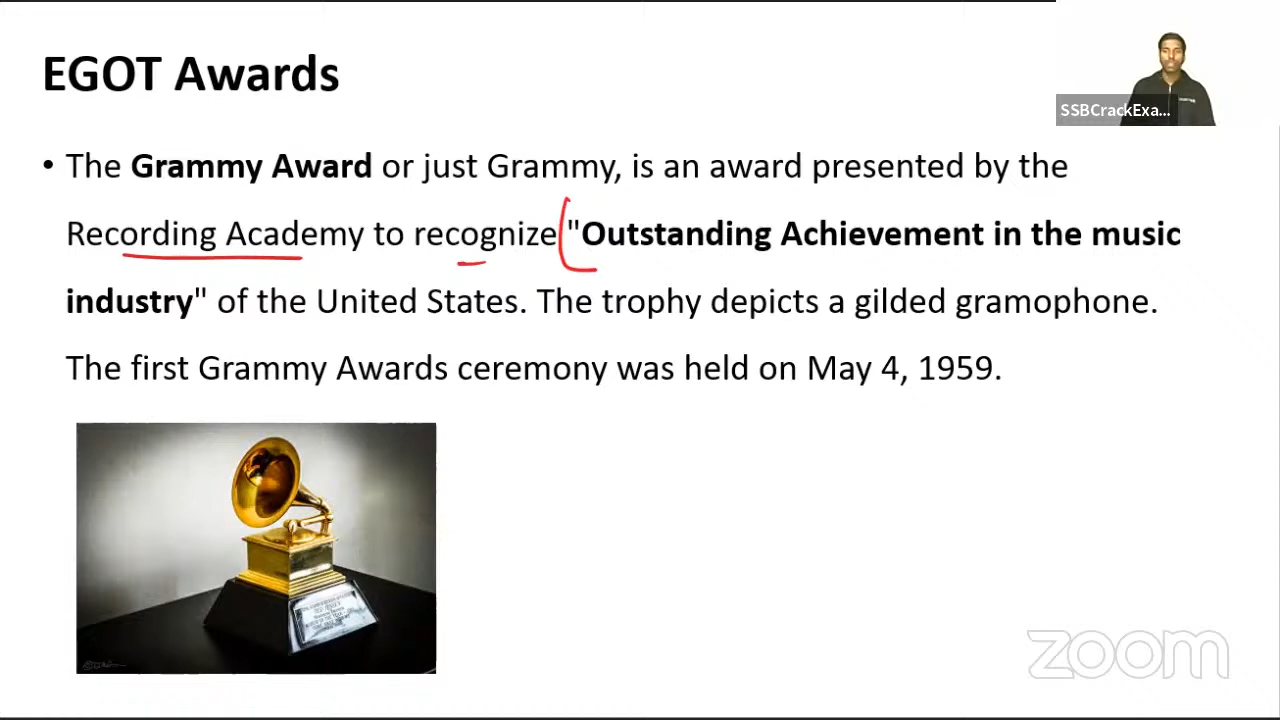 EGOT Awards
SSBCrackExa...
• The Grammy Award or just Grammy, is an award presented by the
Recording Academy to recognize "Outstanding Achievement in the music
industry" of the United States. The trophy depicts a gilded gramophone.
The first Grammy Awards ceremony was held on May 4, 1959.
zoom